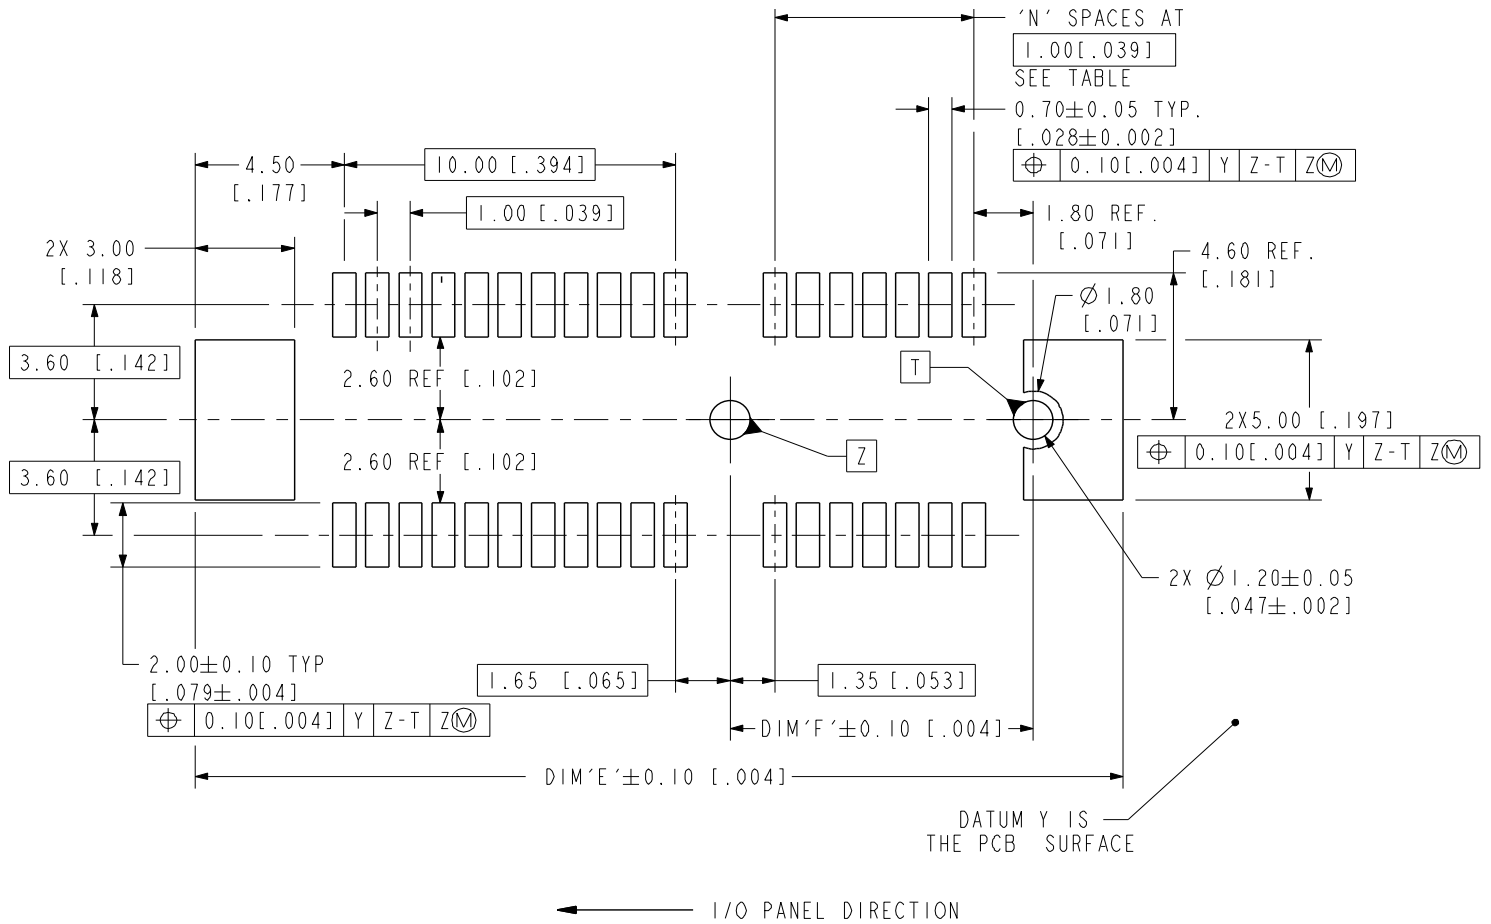 'N' SPACES AT
1.00[.039]
SEE TABLE
0.70±0.05 TYP.
[.028±0.002]
⌖ 0.10[.004] Y Z-T ZⓂ
4.50
[.177]
10.00 [.394]
1.00 [.039]
1.80 REF.
[.071]
2X 3.00
[.118]
4.60 REF.
[.181]
Ø1.80
[.071]
3.60 [.142]
2.60 REF [.102]
T
2X5.00 [.197]
⌖ 0.10[.004] Y Z-T ZⓂ
Z
3.60 [.142]
2.60 REF [.102]
2X Ø1.20±0.05
[.047±.002]
2.00±0.10 TYP
[.079±.004]
⌖ 0.10[.004] Y Z-T ZⓂ
1.65 [.065]
1.35 [.053]
DIM'F'±0.10 [.004]
DIM'E'±0.10 [.004]
DATUM Y IS
THE PCB SURFACE
I/O PANEL DIRECTION